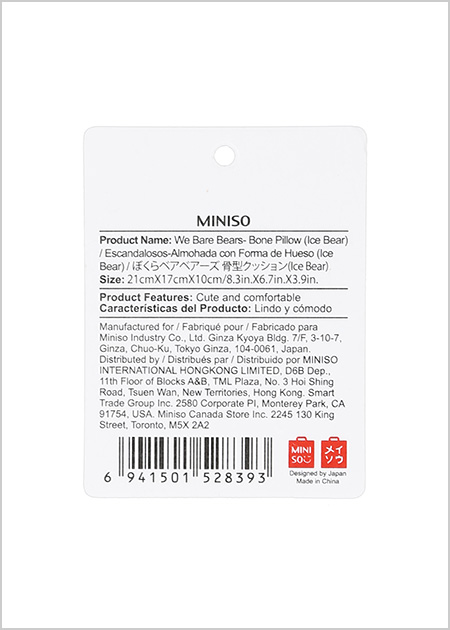 MINISO
Product Name: We Bare Bears- Bone Pillow (Ice Bear)
/ Escandalosos-Almohada con Forma de Hueso (Ice
Bear) / ぼくらベアベアーズ 骨型クッション(Ice Bear)
Size: 21cmX17cmX10cm/8.3in.X6.7in.X3.9in.
Product Features: Cute and comfortable
Características del Producto: Lindo y cómodo
Manufactured for / Fabriqué pour / Fabricado para
Miniso Industry Co., Ltd. Ginza Kyoya Bldg. 7/F, 3-10-7,
Ginza, Chuo-Ku, Tokyo Ginza, 104-0061, Japan.
Distributed by / Distribués par / Distribuido por MINISO
INTERNATIONAL HONGKONG LIMITED, D6B Dep.,
11th Floor of Blocks A&B, TML Plaza, No. 3 Hoi Shing
Road, Tsuen Wan, New Territories, Hong Kong. Smart
Trade Group Inc. 2580 Corporate Pl, Monterey Park, CA
91754, USA. Miniso Canada Store Inc. 2245 130 King
Street, Toronto, M5X 2A2
6 941501 528393
MINI
SO
メイ
ソウ
Designed by Japan
Made in China